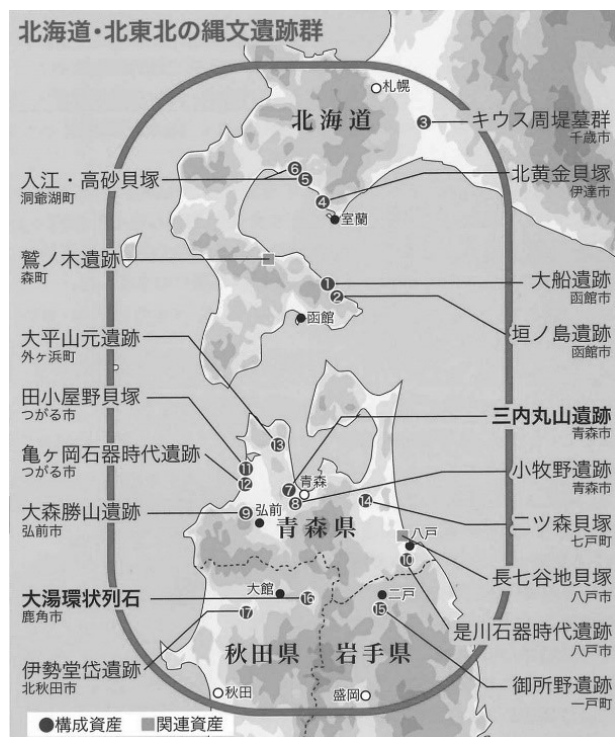 北海道・北東北の縄文遺跡群
札幌
北海道
❸
キウス周堤墓群
千歳市
入江・高砂貝塚
洞爺湖町
❻
❺
❹
室蘭
北黄金貝塚
伊達市
鷲ノ木遺跡
森町
❶
❷
函館
大船遺跡
函館市
垣ノ島遺跡
函館市
大平山元遺跡
外ヶ浜町
田小屋野貝塚
つがる市
亀ヶ岡石器時代遺跡
つがる市
大森勝山遺跡
弘前市
⓭
⓫
⓬
❼
青森
❽
❾
弘前
青森県
⓮
八戸
❿
三内丸山遺跡
青森市
小牧野遺跡
青森市
二ツ森貝塚
七戸町
長七谷地貝塚
八戸市
是川石器時代遺跡
八戸市
御所野遺跡
一戸町
大湯環状列石
鹿角市
伊勢堂岱遺跡
北秋田市
大館
⓰
⓱
二戸
⓯
秋田県
岩手県
秋田
盛岡
●構成資産 ■関連資産